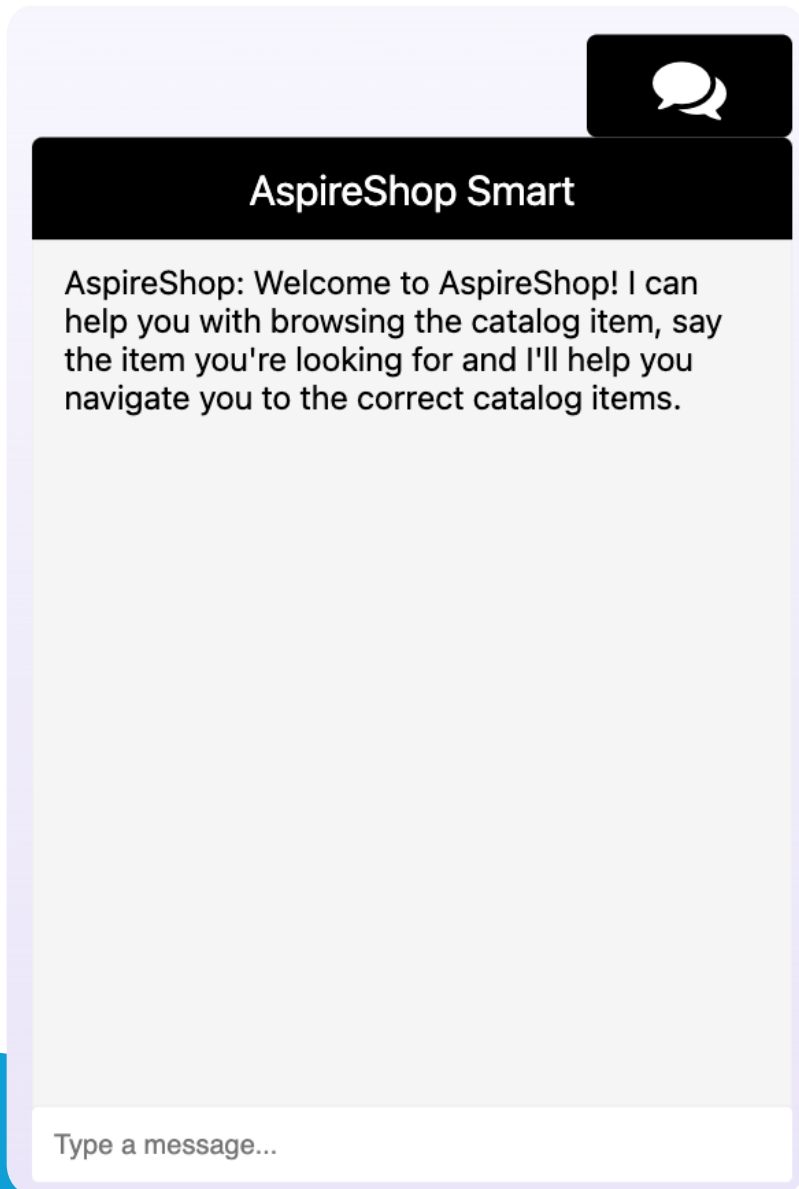 AspireShop Smart
AspireShop: Welcome to AspireShop! I can
help you with browsing the catalog item, say
the item you're looking for and I'll help you
navigate you to the correct catalog items.
Type a message...